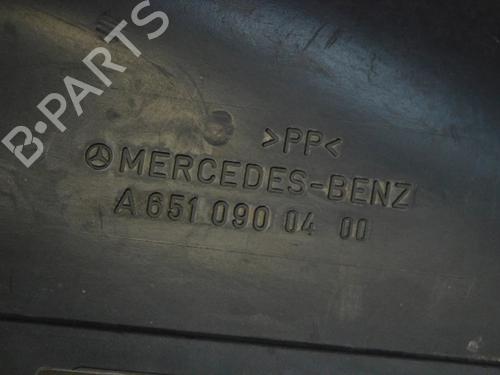 B-PARTS
>PP<
MERCEDES-BENZ
A 651 090 04 00